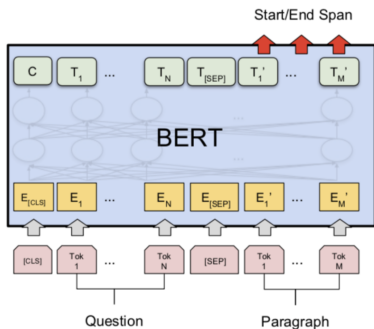 Start/End Span
C T1 ... TN T[SEP] T1' ... TM'
...
BERT
...
E[CLS] E1 ... EN E[SEP] E1' ... EM'
[CLS] Tok 1 ... Tok N [SEP] Tok 1 ... Tok M
Question Paragraph